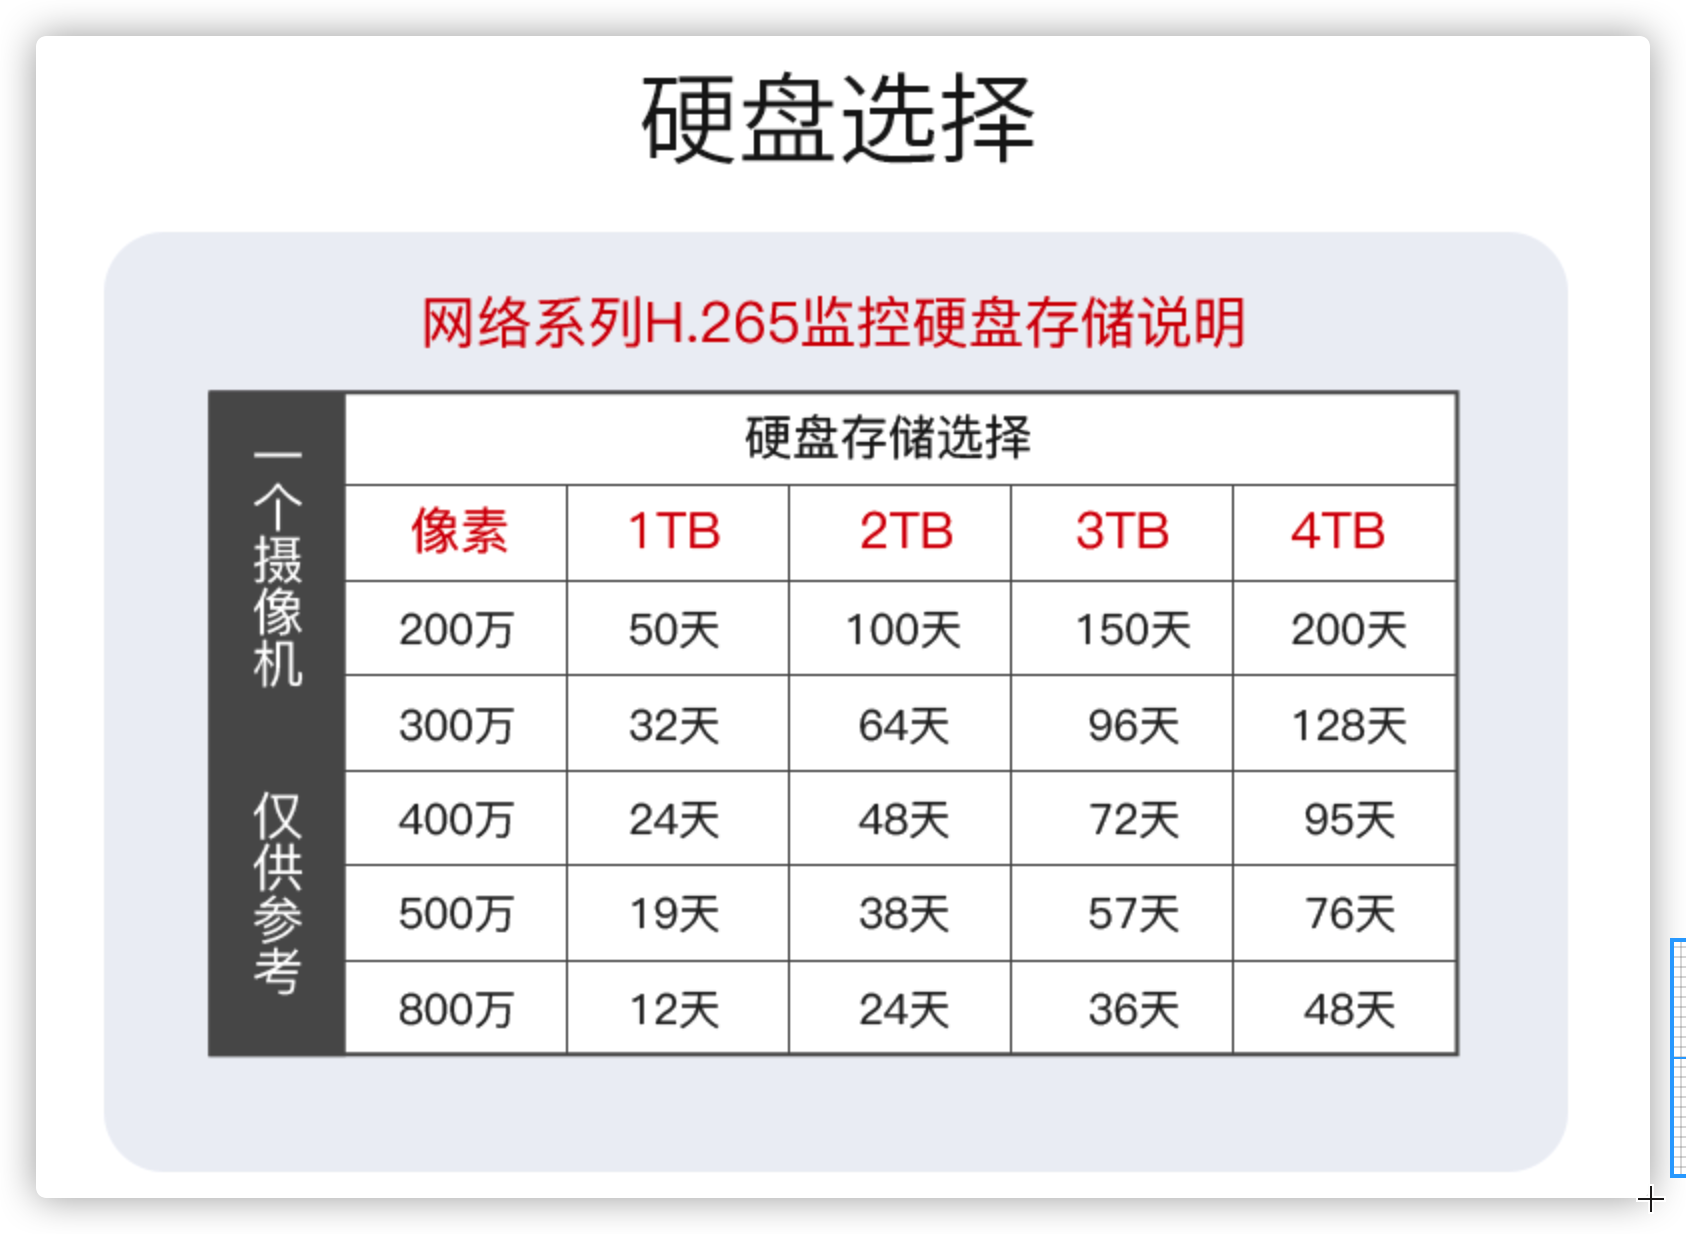 硬盘选择
网络系列H.265监控硬盘存储说明
一个摄像机 仅供参考
硬盘存储选择
像素 1TB 2TB 3TB 4TB
200万 50天 100天 150天 200天
300万 32天 64天 96天 128天
400万 24天 48天 72天 95天
500万 19天 38天 57天 76天
800万 12天 24天 36天 48天